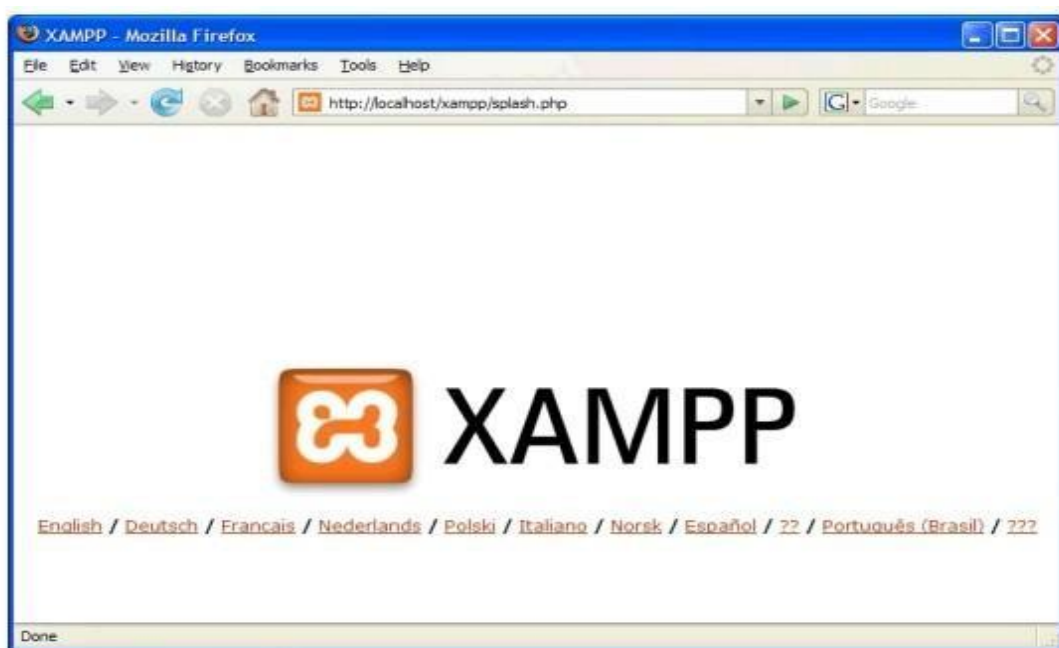 XAMPP - Mozilla Firefox
File Edit View History Bookmarks Tools Help
http://localhost/xampp/splash.php G Google
XAMPP
English / Deutsch / Francais / Nederlands / Polski / Italiano / Norsk / Español / ?? / Português (Brasil) / ???
Done